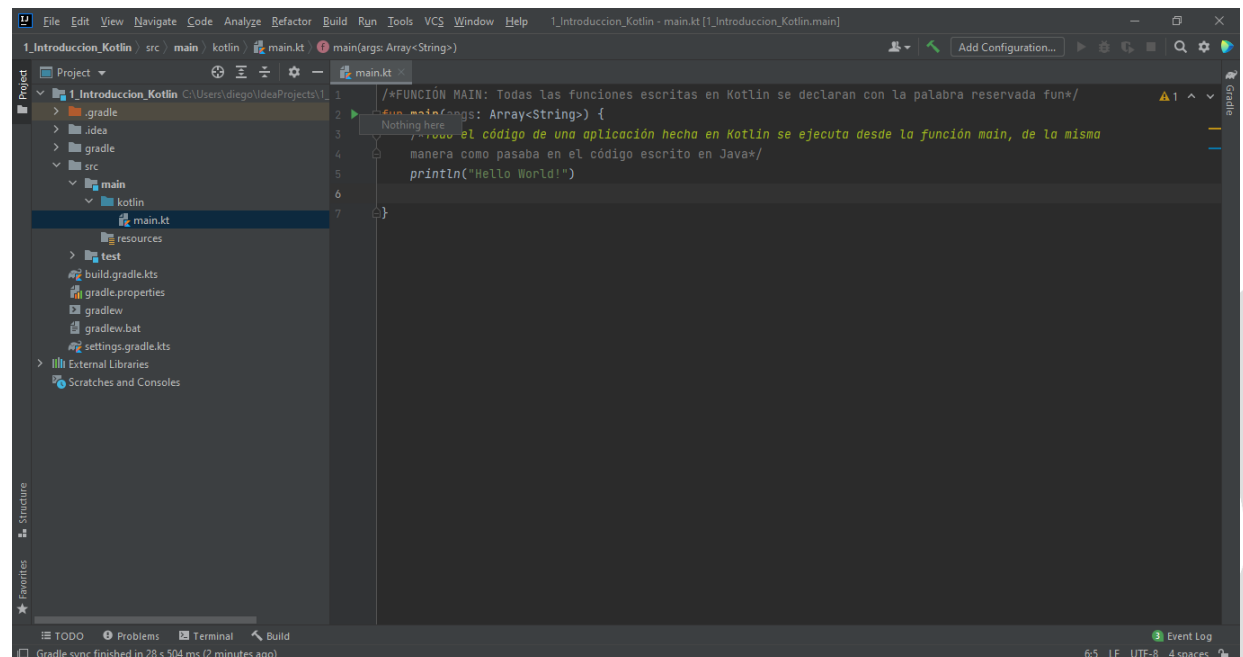 File Edit View Navigate Code Analyze Refactor Build Run Tools VCS Window Help 1_Introduccion_Kotlin - main.kt [1_Introduccion_Kotlin.main]
1_Introduccion_Kotlin src main kotlin main.kt main(args: Array<String>) Add Configuration...
Project
main.kt
Project
1_Introduccion_Kotlin C:\Users\diego\IdeaProjects\1_
.gradle
.idea
gradle
src
main
kotlin
main.kt
resources
test
build.gradle.kts
gradle.properties
gradlew
gradlew.bat
settings.gradle.kts
External Libraries
Scratches and Consoles
1 /*FUNCIÓN MAIN: Todas las funciones escritas en Kotlin se declaran con la palabra reservada fun*/
2 fun main(args: Array<String>) {
Nothing here
3 /*Todo el código de una aplicación hecha en Kotlin se ejecuta desde la función main, de la misma
4 manera como pasaba en el código escrito en Java*/
5 println("Hello World!")
6
7 }
1
Gradle
Structure
Favorites
TODO Problems Terminal Build 3 Event Log
Gradle sync finished in 28 s 504 ms (2 minutes ago) 6:5 LF UTF-8 4 spaces